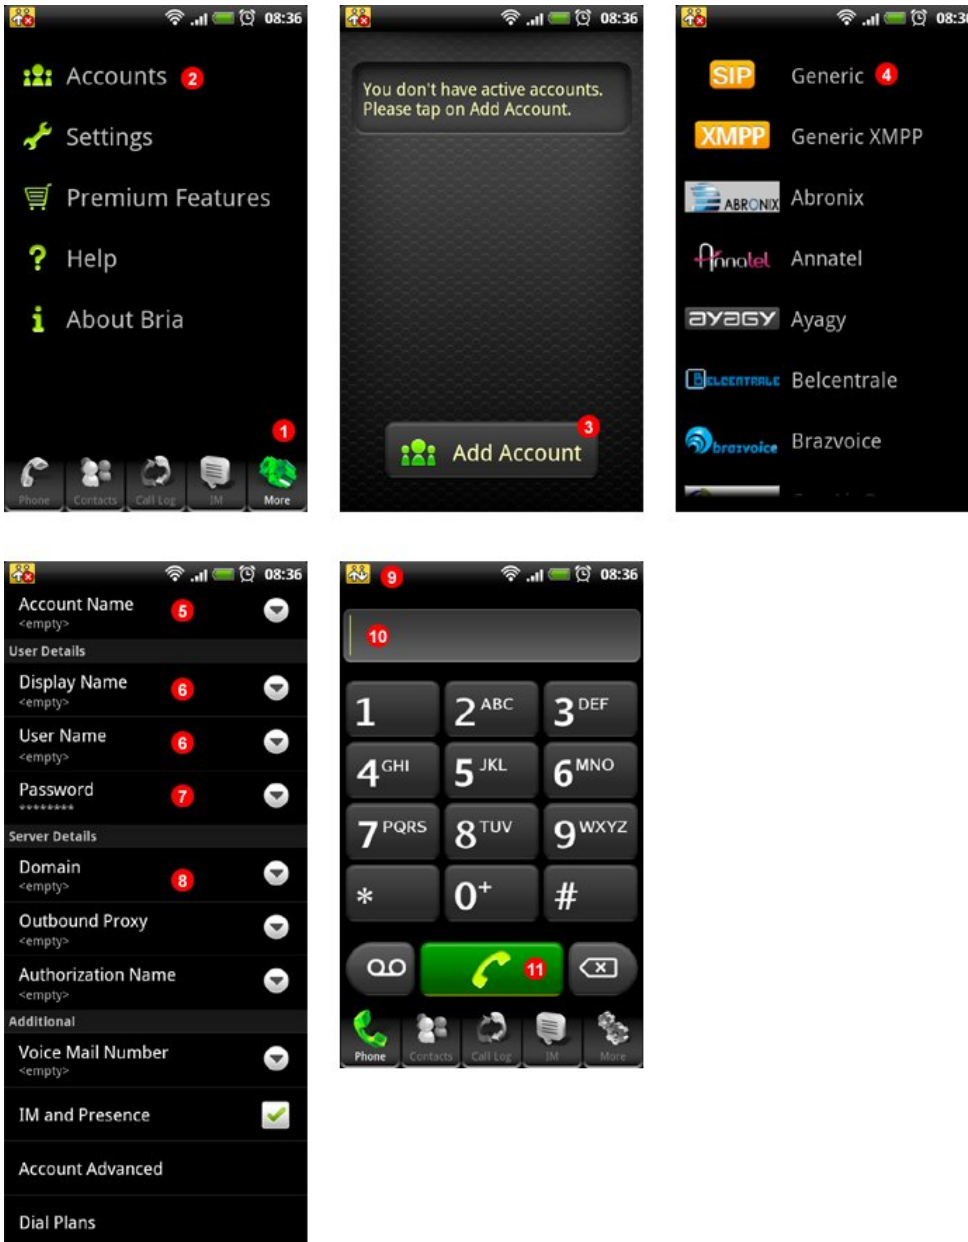 08:36
Accounts 2
Settings
Premium Features
Help
About Bria
1
Phone Contacts Call Log IM More
08:36
You don't have active accounts.
Please tap on Add Account.
3
Add Account
08:36
SIP Generic 4
XMPP Generic XMPP
ABRONIX Abronix
Annatel Annatel
AYAGY Ayagy
BELCENTRALE Belcentrale
brazvoice Brazvoice
08:36
Account Name 5
<empty>
User Details
Display Name 6
<empty>
User Name 6
<empty>
Password 7
********
Server Details
Domain 8
<empty>
Outbound Proxy
<empty>
Authorization Name
<empty>
Additional
Voice Mail Number
<empty>
IM and Presence
Account Advanced
Dial Plans
9 08:36
10
1 2 ABC 3 DEF
4 GHI 5 JKL 6 MNO
7 PQRS 8 TUV 9 WXYZ
* 0 + #
11
Phone Contacts Call Log IM More